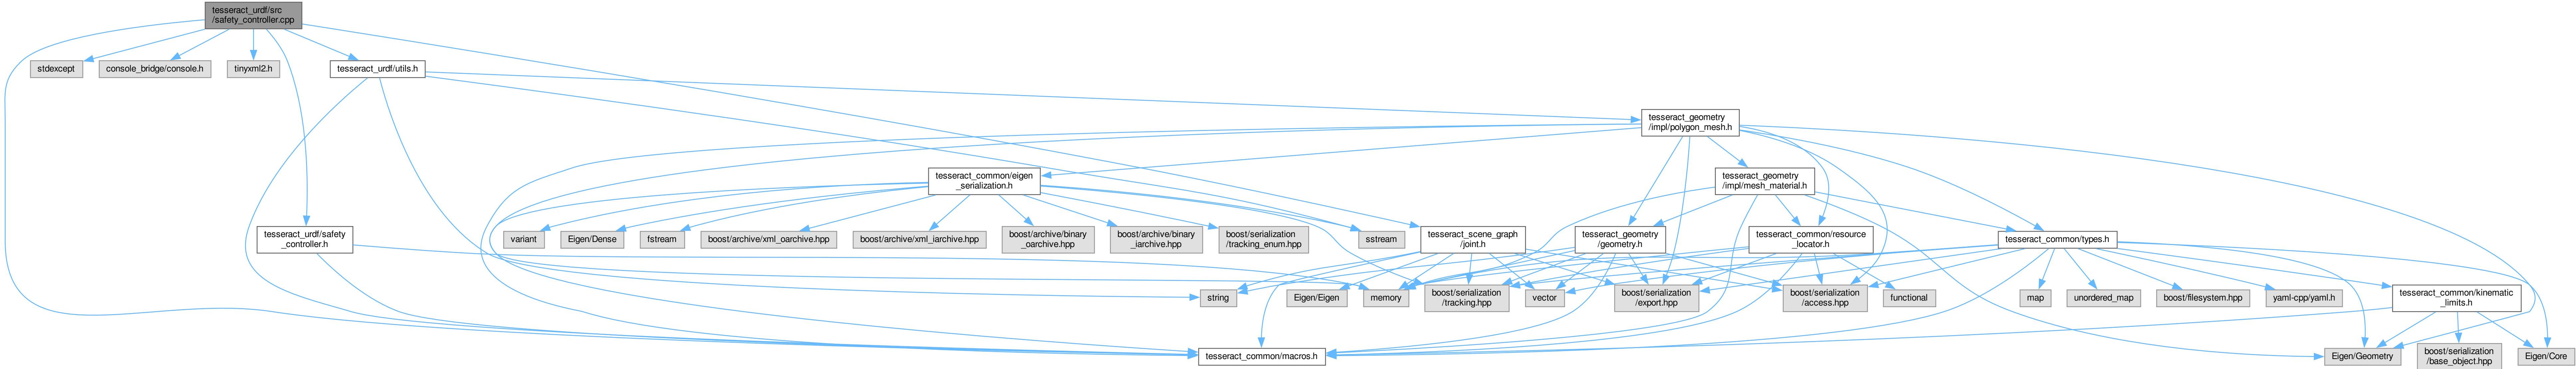 tesseract_urdf/src
/safety_controller.cpp
stdexcept
console_bridge/console.h
tinyxml2.h
tesseract_urdf/utils.h
tesseract_geometry
/impl/polygon_mesh.h
tesseract_common/eigen
_serialization.h
tesseract_geometry
/impl/mesh_material.h
tesseract_urdf/safety
_controller.h
variant
Eigen/Dense
fstream
boost/archive/xml_oarchive.hpp
boost/archive/xml_iarchive.hpp
boost/archive/binary
_oarchive.hpp
boost/archive/binary
_iarchive.hpp
boost/serialization
/tracking_enum.hpp
sstream
tesseract_scene_graph
/joint.h
tesseract_geometry
/geometry.h
tesseract_common/resource
_locator.h
tesseract_common/types.h
string
Eigen/Eigen
memory
boost/serialization
/tracking.hpp
vector
boost/serialization
/export.hpp
boost/serialization
/access.hpp
functional
map
unordered_map
boost/filesystem.hpp
yaml-cpp/yaml.h
tesseract_common/kinematic
_limits.h
tesseract_common/macros.h
Eigen/Geometry
boost/serialization
/base_object.hpp
Eigen/Core